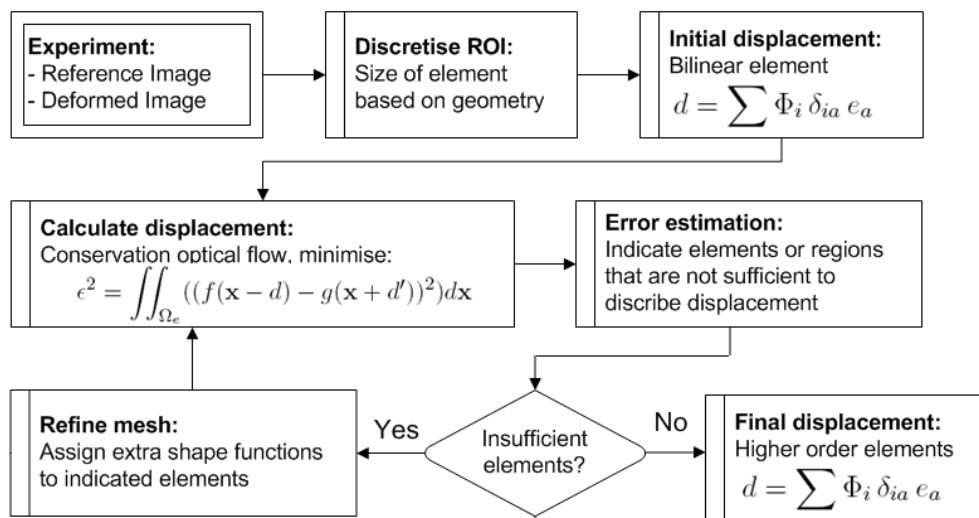 Experiment:
- Reference Image
- Deformed Image
Discretise ROI:
Size of element
based on geometry
Initial displacement:
Bilinear element
d = ∑ Φᵢ δᵢₐ eₐ
Calculate displacement:
Conservation optical flow, minimise:
ϵ² = ∬_Ωₑ ((f(x − d) − g(x + d′))²)dx
Error estimation:
Indicate elements or regions
that are not sufficient to
discribe displacement
Refine mesh:
Assign extra shape functions
to indicated elements
Yes
Insufficient
elements?
No
Final displacement:
Higher order elements
d = ∑ Φᵢ δᵢₐ eₐ